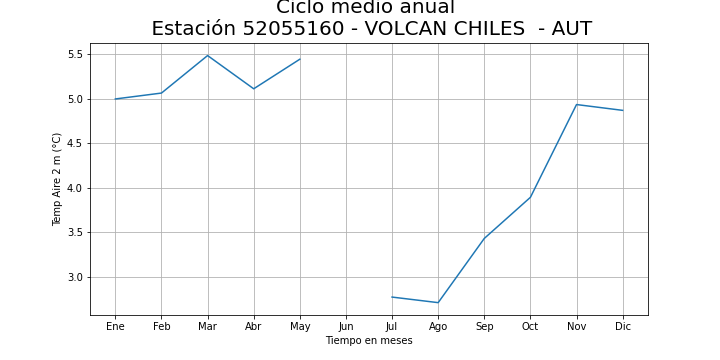 Ciclo medio anual
Estación 52055160 - VOLCAN CHILES  - AUT
5.5
5.0
4.5
4.0
3.5
3.0
Temp Aire 2 m (°C)
Ene Feb Mar Abr May Jun Jul Ago Sep Oct Nov Dic
Tiempo en meses